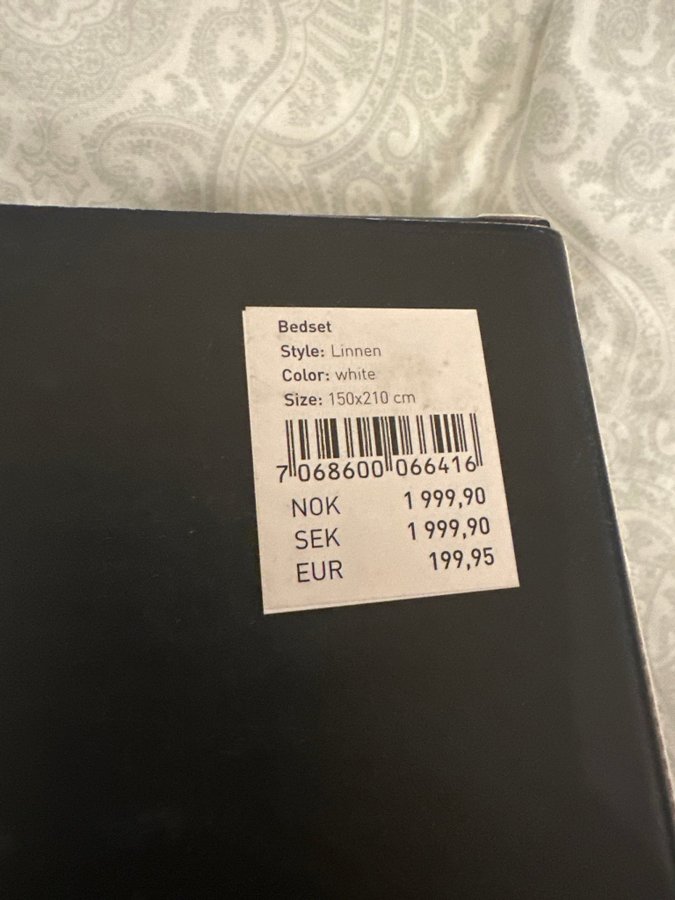 Bedset
Style: Linnen
Color: white
Size: 150x210 cm
7 068600 066416
NOK 1 999,90
SEK 1 999,90
EUR 199,95